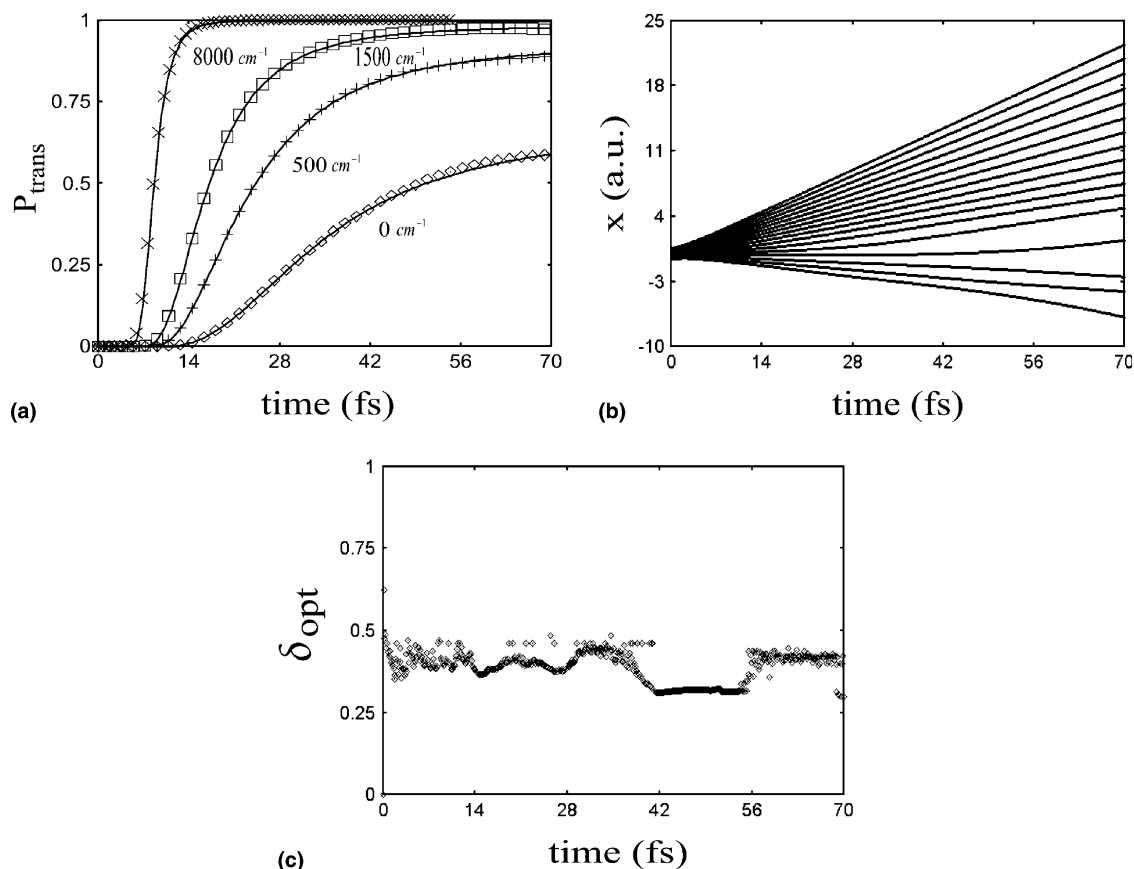 1
0.75
0.5
0.25
0
P_trans
8000 cm⁻¹
1500 cm⁻¹
500 cm⁻¹
0 cm⁻¹
0 14 28 42 56 70
time (fs)
(a)
25
18
11
4
-3
-10
x (a.u.)
0 14 28 42 56 70
time (fs)
(b)
1
0.75
0.5
0.25
0
δ_opt
0 14 28 42 56 70
time (fs)
(c)